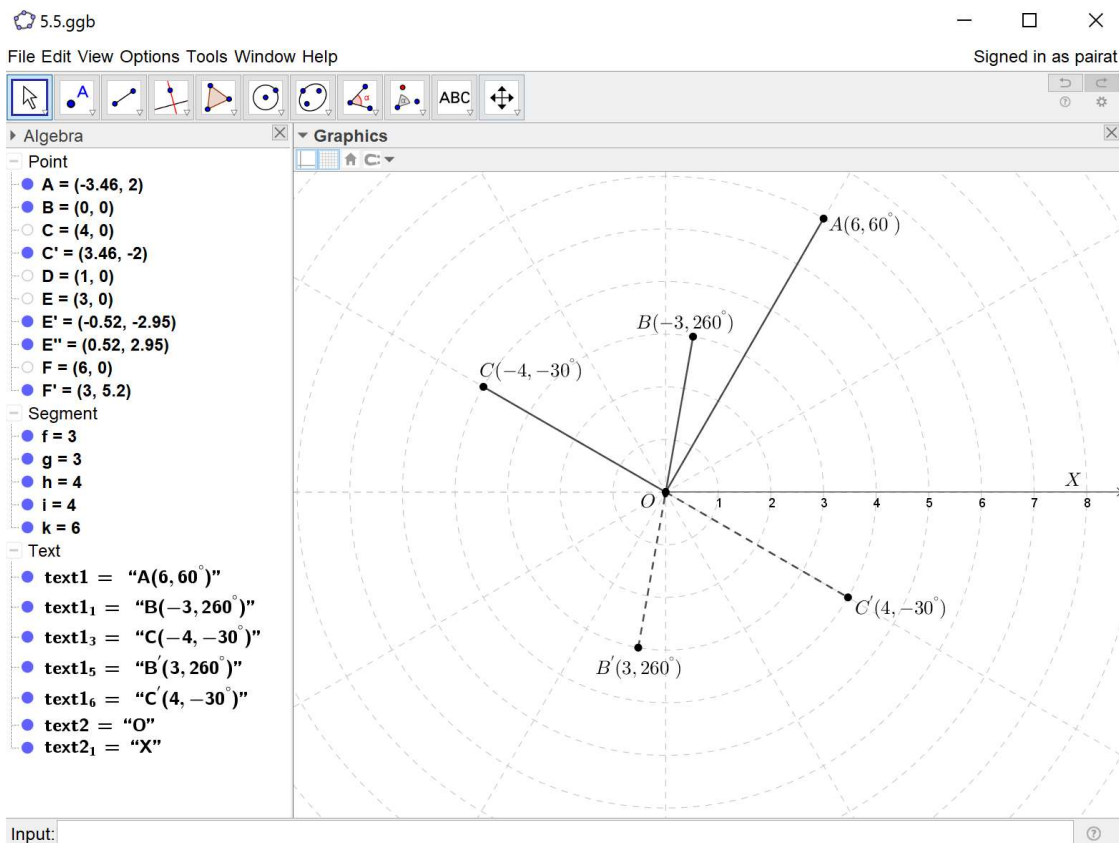 5.5.ggb
File Edit View Options Tools Window Help
Signed in as pairat
A
α
α
ABC
Algebra
Graphics
Point
A = (-3.46, 2)
B = (0, 0)
C = (4, 0)
C' = (3.46, -2)
D = (1, 0)
E = (3, 0)
E' = (-0.52, -2.95)
E'' = (0.52, 2.95)
F = (6, 0)
F' = (3, 5.2)
Segment
f = 3
g = 3
h = 4
i = 4
k = 6
Text
text1 = “A(6, 60°)”
text1₁ = “B(−3, 260°)”
text1₃ = “C(−4, −30°)”
text1₅ = “B′(3, 260°)”
text1₆ = “C′(4, −30°)”
text2 = “O”
text2₁ = “X”
A(6, 60°)
B(−3, 260°)
C(−4, −30°)
X
O
1 2 3 4 5 6 7 8
C′(4, −30°)
B′(3, 260°)
Input: